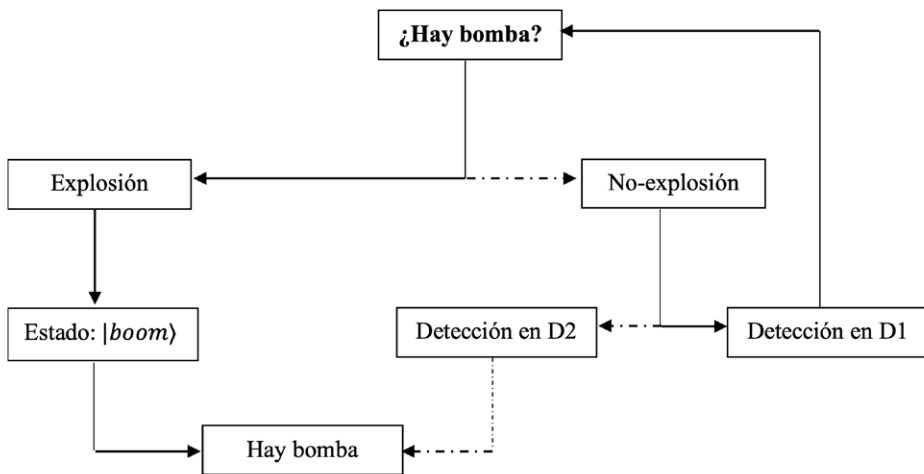 ¿Hay bomba?
Explosión
No-explosión
Estado: |boom⟩
Detección en D2
Detección en D1
Hay bomba